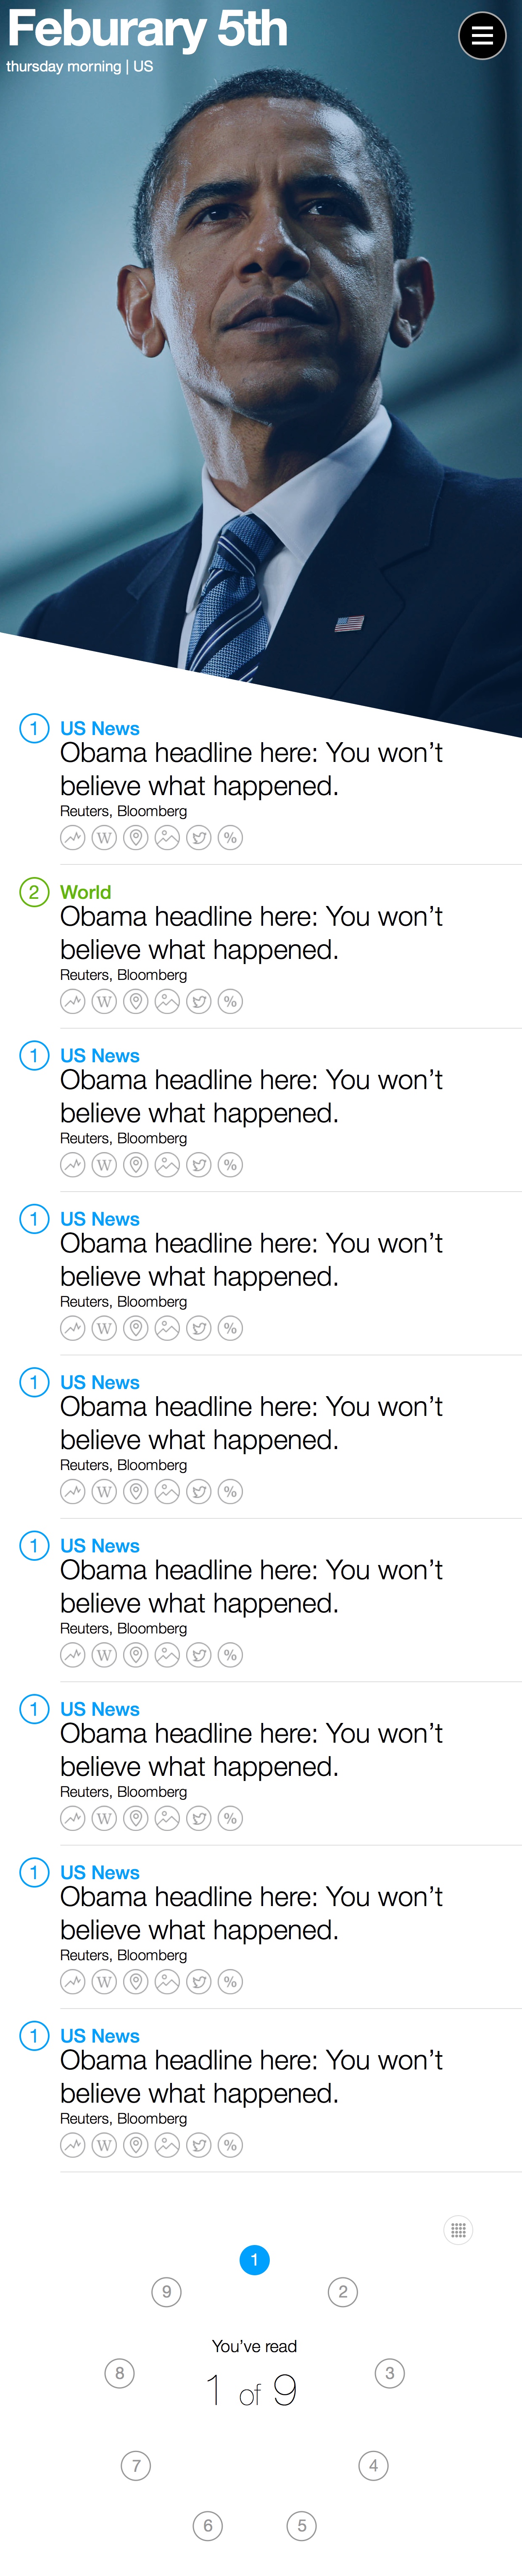 Feburary 5th
thursday morning | US
1 US News
Obama headline here: You won’t
believe what happened.
Reuters, Bloomberg
W %
2 World
Obama headline here: You won’t
believe what happened.
Reuters, Bloomberg
W %
1 US News
Obama headline here: You won’t
believe what happened.
Reuters, Bloomberg
W %
1 US News
Obama headline here: You won’t
believe what happened.
Reuters, Bloomberg
W %
1 US News
Obama headline here: You won’t
believe what happened.
Reuters, Bloomberg
W %
1 US News
Obama headline here: You won’t
believe what happened.
Reuters, Bloomberg
W %
1 US News
Obama headline here: You won’t
believe what happened.
Reuters, Bloomberg
W %
1 US News
Obama headline here: You won’t
believe what happened.
Reuters, Bloomberg
W %
1 US News
Obama headline here: You won’t
believe what happened.
Reuters, Bloomberg
W %
1
9 2
You’ve read
8 3
1 of 9
7 4
6 5